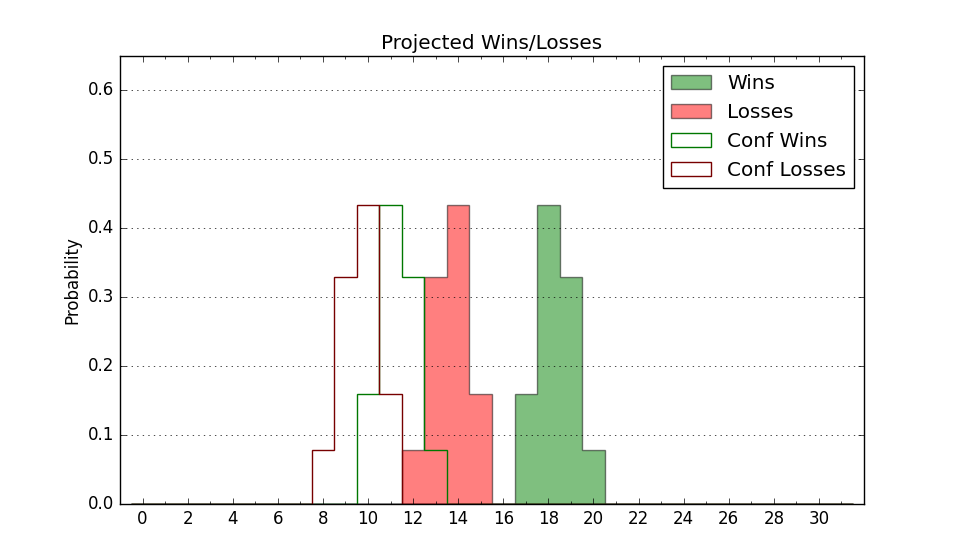 Projected Wins/Losses
Wins
Losses
Conf Wins
Conf Losses
Probability
0.6
0.5
0.4
0.3
0.2
0.1
0.0
0 2 4 6 8 10 12 14 16 18 20 22 24 26 28 30